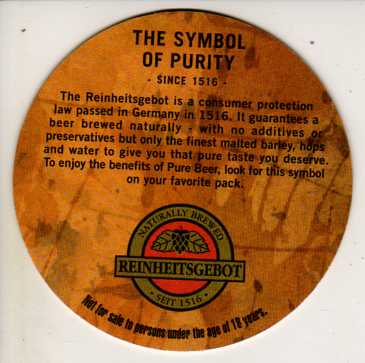 THE SYMBOL
OF PURITY
- SINCE 1516 -
The Reinheitsgebot is a consumer protection
law passed in Germany in 1516. It guarantees a
beer brewed naturally - with no additives or
preservatives but only the finest malted barley, hops
and water to give you that pure taste you deserve.
To enjoy the benefits of Pure Beer, look for this symbol
on your favorite pack.
NATURALLY BREWED
REINHEITSGEBOT
• SEIT 1516 •
Not for sale to persons under the age of 18 years.